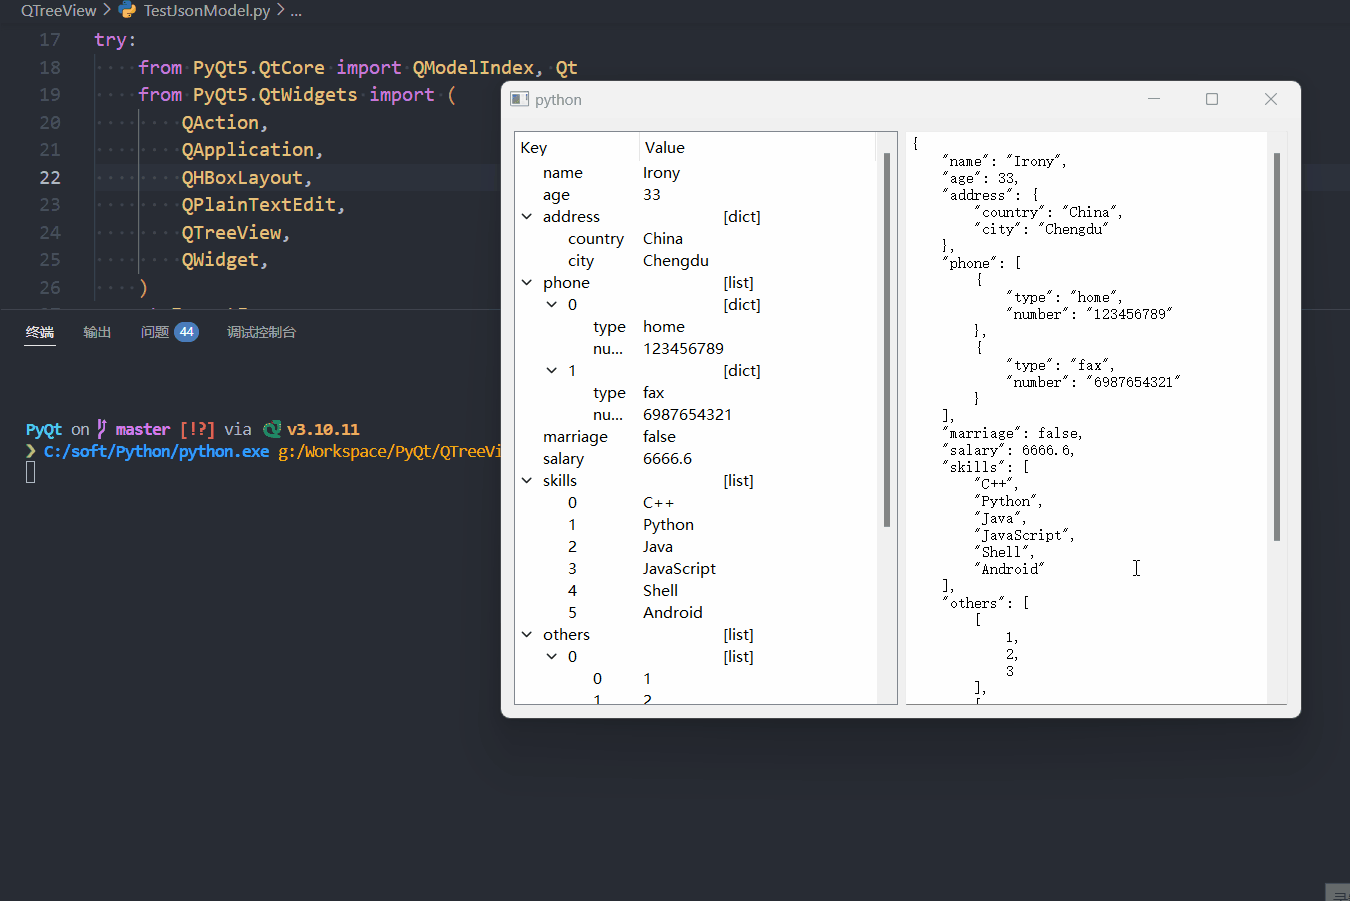 QTreeView > TestJsonModel.py > ...
17 try:
18 from PyQt5.QtCore import QModelIndex, Qt
19 from PyQt5.QtWidgets import (
20 QAction,
21 QApplication,
22 QHBoxLayout,
23 QPlainTextEdit,
24 QTreeView,
25 QWidget,
26 )
终端 输出 问题 44 调试控制台
PyQt on master [!?] via v3.10.11
❯ C:/soft/Python/python.exe g:/Workspace/PyQt/QTreeVi
python
Key Value
name Irony
age 33
address [dict]
country China
city Chengdu
phone [list]
0 [dict]
type home
nu... 123456789
1 [dict]
type fax
nu... 6987654321
marriage false
salary 6666.6
skills [list]
0 C++
1 Python
2 Java
3 JavaScript
4 Shell
5 Android
others [list]
0 [list]
0 1
1 2
{
"name": "Irony",
"age": 33,
"address": {
"country": "China",
"city": "Chengdu"
},
"phone": [
{
"type": "home",
"number": "123456789"
},
{
"type": "fax",
"number": "6987654321"
}
],
"marriage": false,
"salary": 6666.6,
"skills": [
"C++",
"Python",
"Java",
"JavaScript",
"Shell",
"Android"
],
"others": [
[
1,
2,
3
],
[